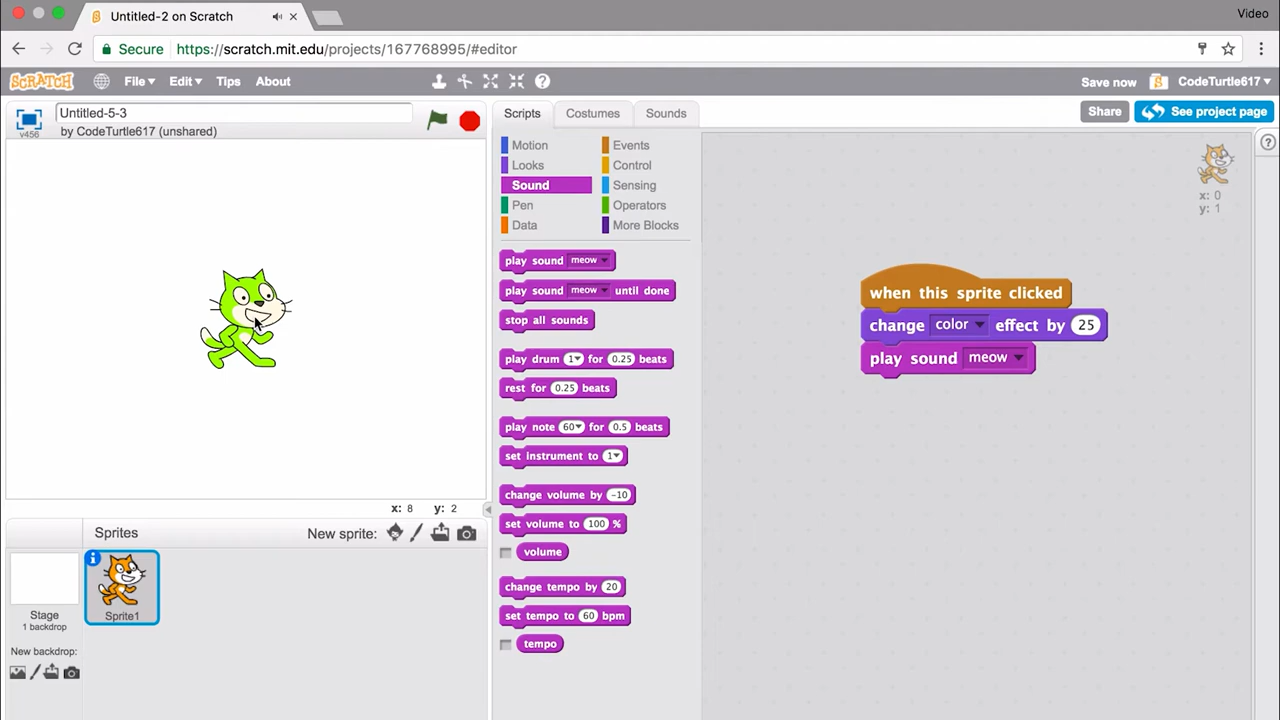 Untitled-2 on Scratch
Video
Secure https://scratch.mit.edu/projects/167768995/#editor
SCRATCH File Edit Tips About Save now CodeTurtle617
Untitled-5-3
by CodeTurtle617 (unshared)
v456
Scripts Costumes Sounds
Share See project page
Motion Events
Looks Control
Sound Sensing
Pen Operators
Data More Blocks
x: 0
y: 1
play sound meow
play sound meow until done
stop all sounds
play drum 1 for 0.25 beats
rest for 0.25 beats
play note 60 for 0.5 beats
set instrument to 1
change volume by -10
set volume to 100 %
volume
change tempo by 20
set tempo to 60 bpm
tempo
when this sprite clicked
change color effect by 25
play sound meow
x: 8 y: 2
Sprites New sprite:
Stage
1 backdrop
Sprite1
New backdrop: